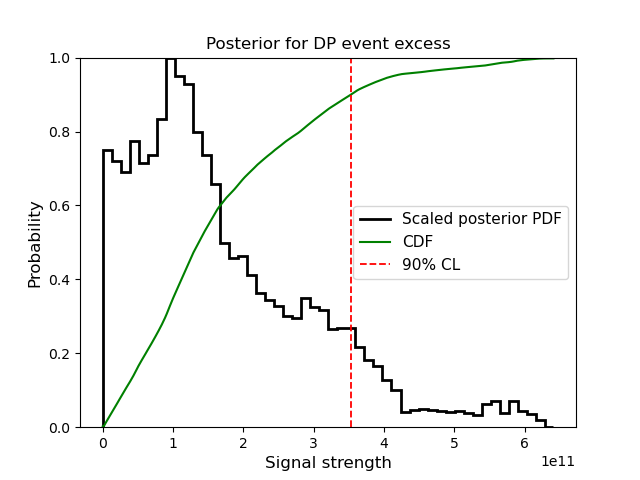 Posterior for DP event excess
1.0
0.8
0.6
0.4
0.2
0.0
Probability
Scaled posterior PDF
CDF
90% CL
0 1 2 3 4 5 6
1e11
Signal strength